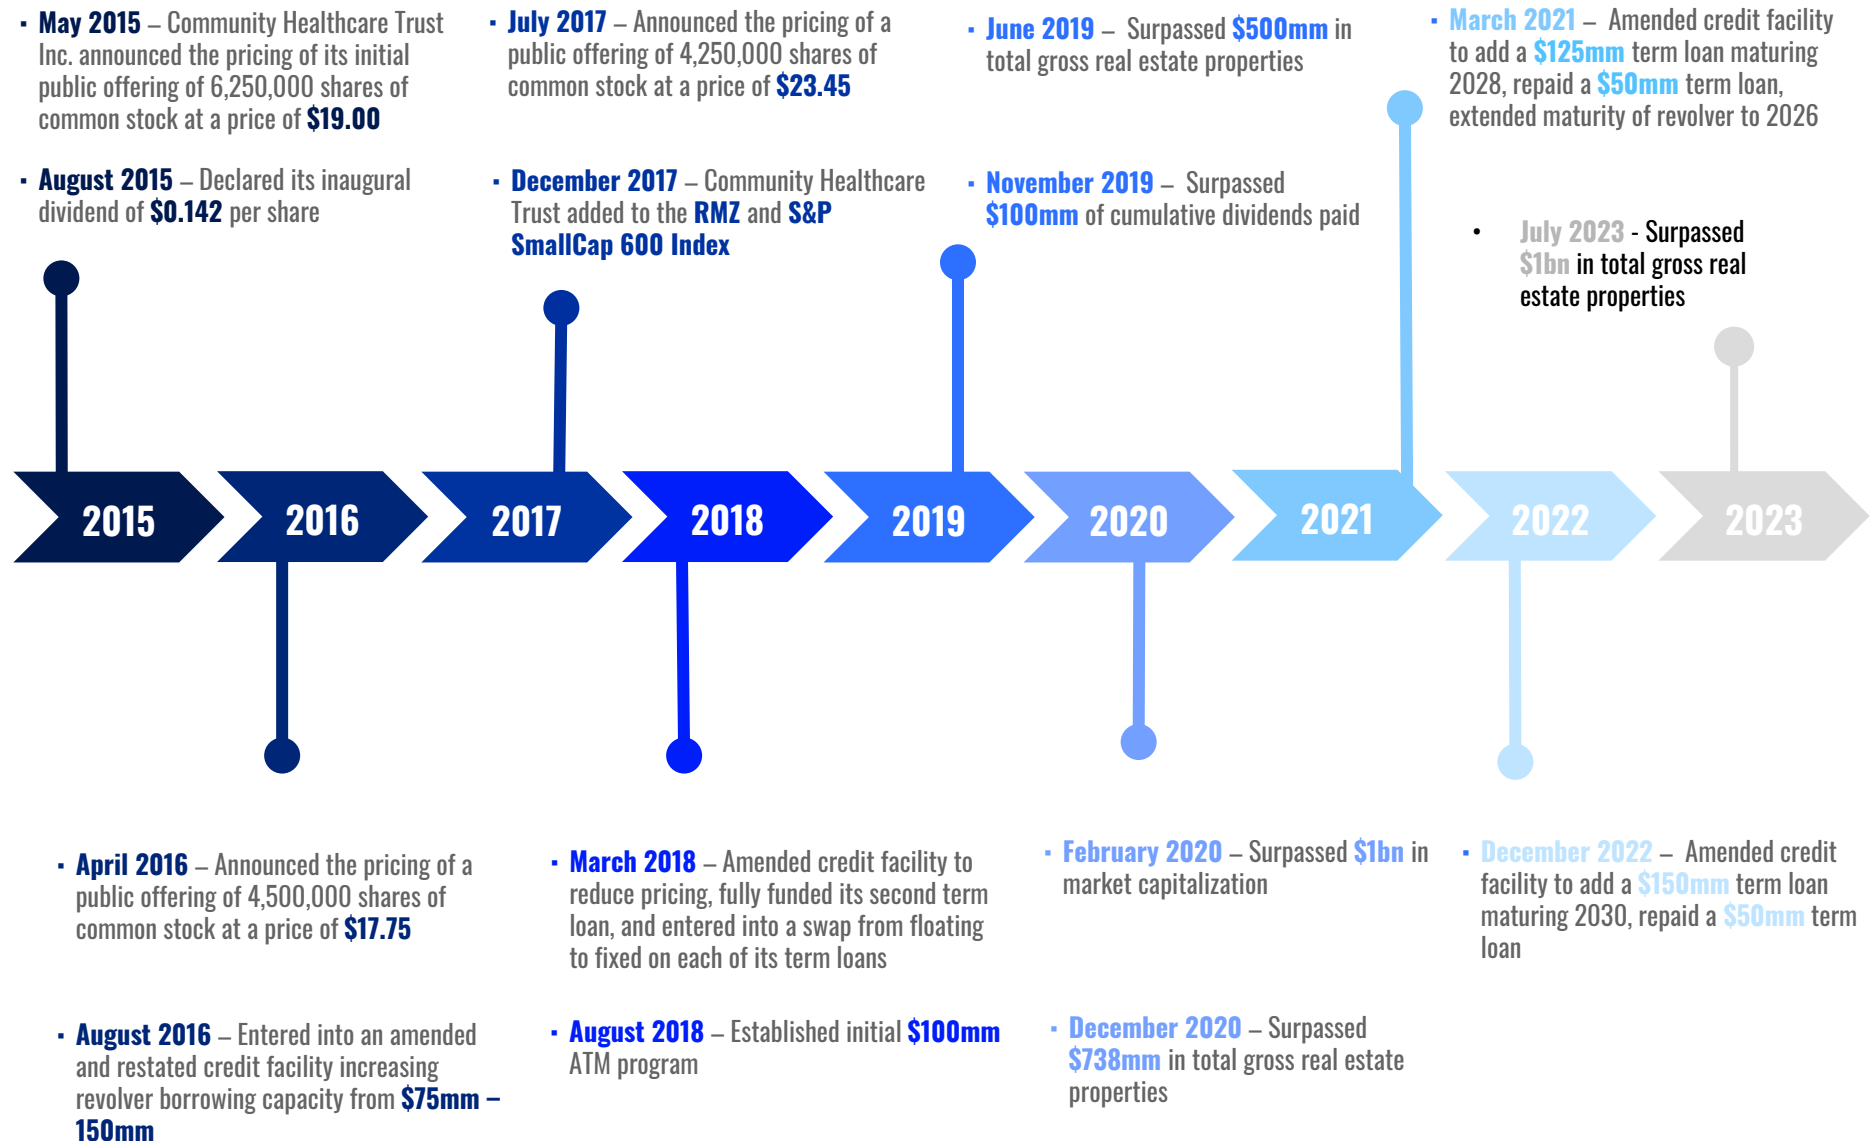 ▪ May 2015 – Community Healthcare Trust
Inc. announced the pricing of its initial
public offering of 6,250,000 shares of
common stock at a price of $19.00
▪ August 2015 – Declared its inaugural
dividend of $0.142 per share
▪ July 2017 – Announced the pricing of a
public offering of 4,250,000 shares of
common stock at a price of $23.45
▪ December 2017 – Community Healthcare
Trust added to the RMZ and S&P
SmallCap 600 Index
▪ June 2019 – Surpassed $500mm in
total gross real estate properties
▪ November 2019 – Surpassed
$100mm of cumulative dividends paid
▪ March 2021 – Amended credit facility
to add a $125mm term loan maturing
2028, repaid a $50mm term loan,
extended maturity of revolver to 2026
• July 2023 - Surpassed
$1bn in total gross real
estate properties
2015
2016
2017
2018
2019
2020
2021
2022
2023
▪ April 2016 – Announced the pricing of a
public offering of 4,500,000 shares of
common stock at a price of $17.75
▪ August 2016 – Entered into an amended
and restated credit facility increasing
revolver borrowing capacity from $75mm –
150mm
▪ March 2018 – Amended credit facility to
reduce pricing, fully funded its second term
loan, and entered into a swap from floating
to fixed on each of its term loans
▪ August 2018 – Established initial $100mm
ATM program
▪ February 2020 – Surpassed $1bn in
market capitalization
▪ December 2020 – Surpassed
$738mm in total gross real estate
properties
▪ December 2022 – Amended credit
facility to add a $150mm term loan
maturing 2030, repaid a $50mm term
loan